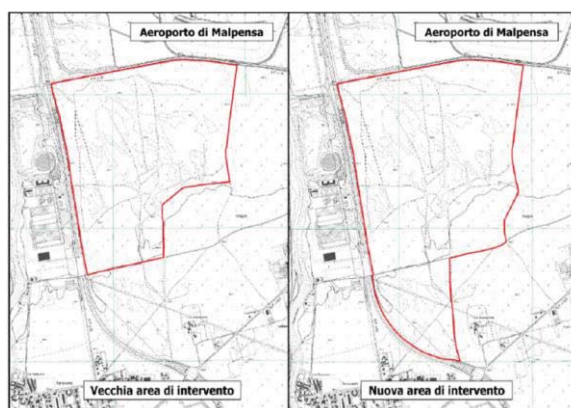 Aeroporto di Malpensa
Aeroporto di Malpensa
Vecchia area di intervento
Nuova area di intervento